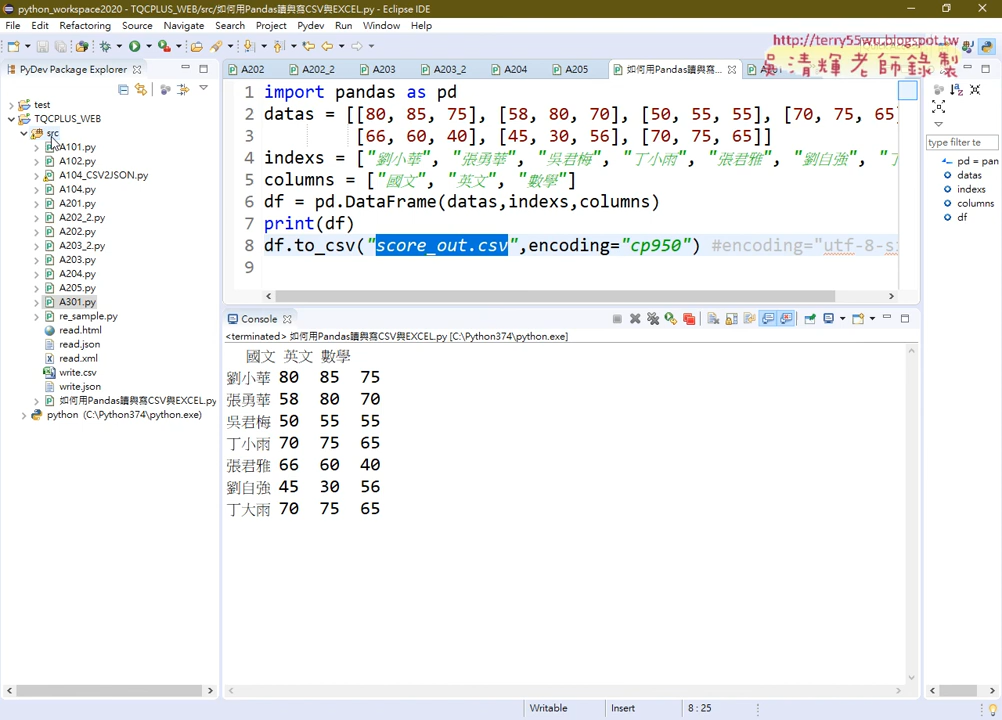 python_workspace2020 - TQCPLUS_WEB/src/如何用Pandas讀與寫CSV與EXCEL.py - Eclipse IDE
File Edit Refactoring Source Navigate Search Project Pydev Run Window Help
http://terry55wu.blogspot.tw
吳清輝老師錄製
PyDev Package Explorer
A202 A202_2 A203 A203_2 A204 A205 如何用Pandas讀與寫...
test
TQCPLUS_WEB
src
A101.py
A102.py
A104_CSV2JSON.py
A104.py
A201.py
A202_2.py
A202.py
A203_2.py
A203.py
A204.py
A205.py
A301.py
re_sample.py
read.html
read.json
read.xml
write.csv
write.json
如何用Pandas讀與寫CSV與EXCEL.py
python (C:\Python374\python.exe)
1 import pandas as pd
2 datas = [[80, 85, 75], [58, 80, 70], [50, 55, 55], [70, 75, 65
3 [66, 60, 40], [45, 30, 56], [70, 75, 65]]
4 indexs = ["劉小華", "張勇華", "吳君梅", "丁小雨", "張君雅", "劉自強", "丁
5 columns = ["國文", "英文", "數學"]
6 df = pd.DataFrame(datas,indexs,columns)
7 print(df)
8 df.to_csv("score_out.csv",encoding="cp950") #encoding="utf-8-si
9
type filter te
pd = pan
datas
indexs
columns
df
Console
<terminated> 如何用Pandas讀與寫CSV與EXCEL.py [C:\Python374\python.exe]
國文 英文 數學
劉小華 80 85 75
張勇華 58 80 70
吳君梅 50 55 55
丁小雨 70 75 65
張君雅 66 60 40
劉自強 45 30 56
丁大雨 70 75 65
Writable Insert 8 : 25